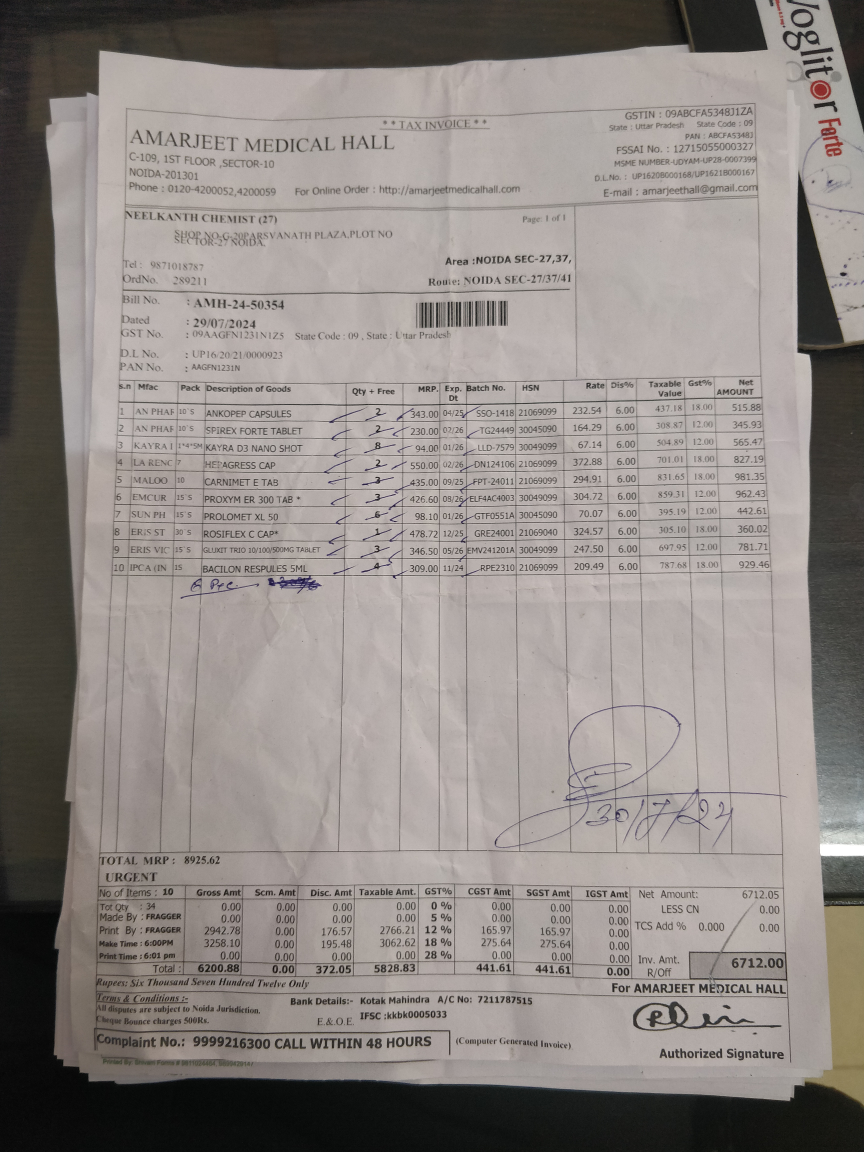 Voglitor Forte
* * TAX INVOICE * *
AMARJEET MEDICAL HALL
C-109, 1ST FLOOR ,SECTOR-10
NOIDA-201301
Phone : 0120-4200052,4200059 For Online Order : http://amarjeetmedicalhall.com
GSTIN : 09ABCFA5348J1ZA
State : Uttar Pradesh State Code : 09
PAN : ABCFA5348J
FSSAI No. : 12715055000327
MSME NUMBER-UDYAM-UP28-0007399
D.L.No. : UP1620B000168/UP1621B000167
E-mail : amarjeethall@gmail.com
NEELKANTH CHEMIST (27) Page: 1 of 1
SHOP NO,G-20PARSVANATH PLAZA,PLOT NO
SECTOR-27 NOIDA.
Tel : 9871018787 Area :NOIDA SEC-27,37,
OrdNo. 289211 Route: NOIDA SEC-27/37/41
Bill No. : AMH-24-50354
Dated : 29/07/2024
GST No. : 09AAGFN1231N1Z5 State Code : 09 , State : Uttar Pradesh
D.L No. : UP16/20/21/0000923
PAN No. : AAGFN1231N
s.n Mfac Pack Description of Goods Qty + Free MRP. Exp. Dt Batch No. HSN Rate Dis% Taxable Value Gst% Net AMOUNT
1 AN PHAR 10`S ANKOPEP CAPSULES 2 343.00 04/25 SSO-1418 21069099 232.54 6.00 437.18 18.00 515.88
2 AN PHAR 10`S SPIREX FORTE TABLET 2 230.00 07/26 TG24449 30045090 164.29 6.00 308.87 12.00 345.93
3 KAYRA I 1*4*5M KAYRA D3 NANO SHOT 8 94.00 01/26 LLD-7579 30049099 67.14 6.00 504.89 12.00 565.47
4 LA RENC 7 HEPAGRESS CAP 2 550.00 02/26 DN124106 21069099 372.88 6.00 701.01 18.00 827.19
5 MALOO 10 CARNIMET E TAB 3 435.00 09/25 FPT-24011 21069099 294.91 6.00 831.65 18.00 981.35
6 EMCUR 15`S PROXYM ER 300 TAB * 3 426.60 08/26 ELF4AC4003 30049099 304.72 6.00 859.31 12.00 962.43
7 SUN PH 15`S PROLOMET XL 50 6 98.10 01/26 GTF0551A 30045090 70.07 6.00 395.19 12.00 442.61
8 ERIS ST 30`S ROSIFLEX C CAP* 1 478.72 12/25 GRE24001 21069040 324.57 6.00 305.10 18.00 360.02
9 ERIS VIC 15`S GLUXIT TRIO 10/100/500MG TABLET 3 346.50 05/26 EMV241201A 30049099 247.50 6.00 697.95 12.00 781.71
10 IPCA (IN 1S BACILON RESPULES 5ML 4 309.00 11/24 RPE2310 21069099 209.49 6.00 787.68 18.00 929.46
30/7/24
TOTAL MRP : 8925.62
URGENT
No of Items : 10 Gross Amt Scm. Amt Disc. Amt Taxable Amt. GST% CGST Amt SGST Amt IGST Amt Net Amount: 6712.05
Tot Qty : 34 0.00 0.00 0.00 0.00 0 % 0.00 0.00 0.00 LESS CN 0.00
Made By : FRAGGER 0.00 0.00 0.00 0.00 5 % 0.00 0.00 0.00
Print By : FRAGGER 2942.78 0.00 176.57 2766.21 12 % 165.97 165.97 0.00 TCS Add % 0.000 0.00
Make Time : 6:00PM 3258.10 0.00 195.48 3062.62 18 % 275.64 275.64 0.00
Print Time : 6:01 pm 0.00 0.00 0.00 0.00 28 % 0.00 0.00 0.00
Total : 6200.88 0.00 372.05 5828.83 441.61 441.61 0.00
Inv. Amt. 6712.00
R/Off
Rupees: Six Thousand Seven Hundred Twelve Only
For AMARJEET MEDICAL HALL
Terms & Conditions :-
All disputes are subject to Noida Jurisdiction.
Cheque Bounce charges 500Rs.
Bank Details:- Kotak Mahindra A/C No: 7211787515
E.& O.E IFSC :kkbk0005033
Complaint No.: 9999216300 CALL WITHIN 48 HOURS (Computer Generated Invoice)
Authorized Signature